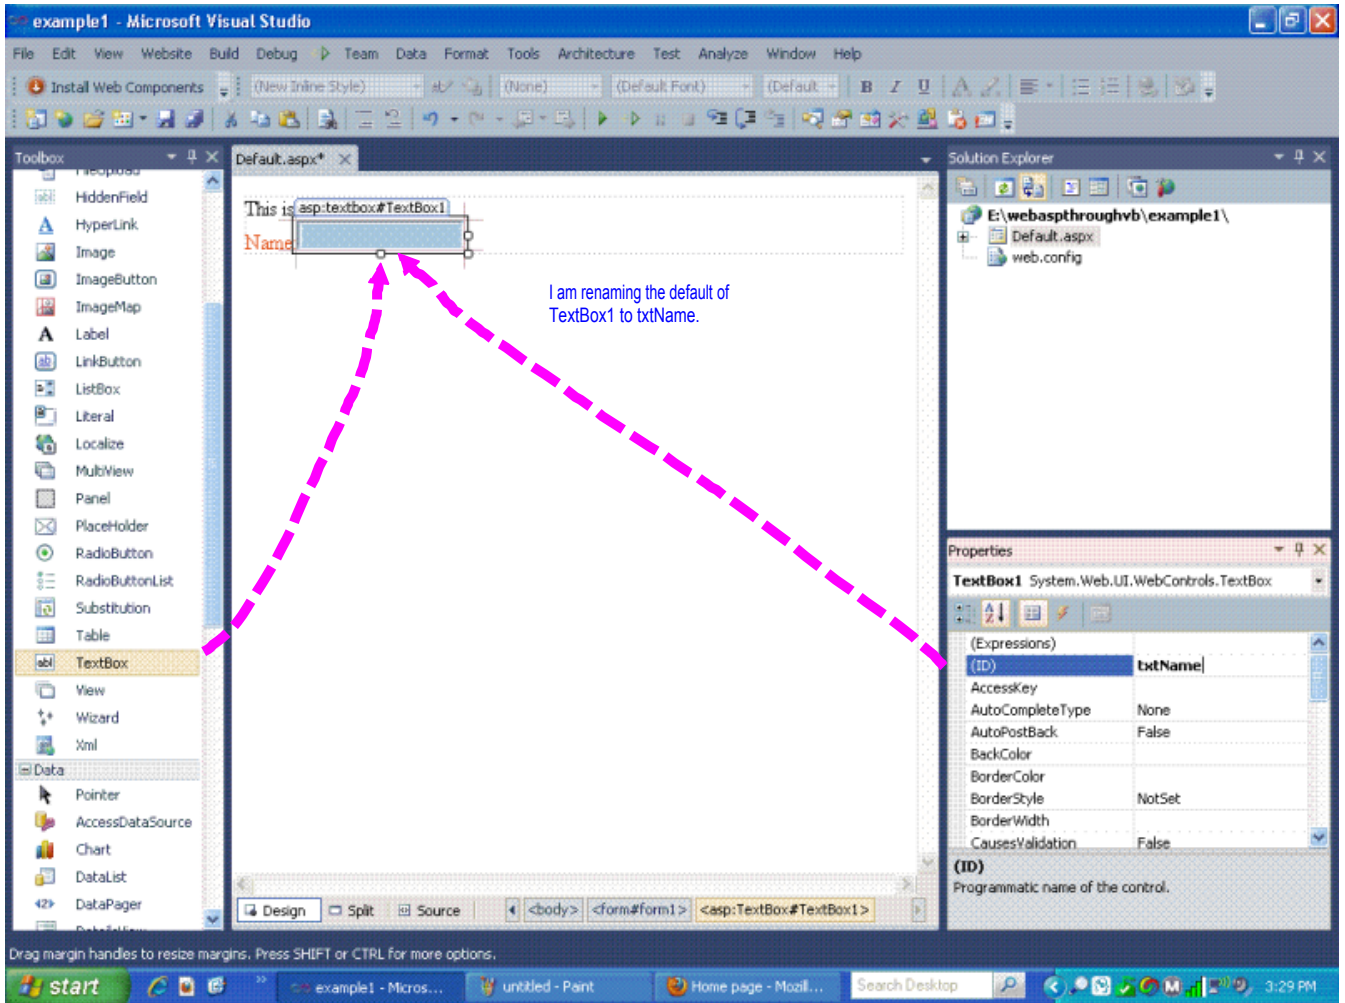 example1 - Microsoft Visual Studio
File Edit View Website Build Debug Team Data Format Tools Architecture Test Analyze Window Help
Install Web Components (New Inline Style) (None) (Default Font) (Default B I U
Toolbox
FileUpload
HiddenField
HyperLink
Image
ImageButton
ImageMap
Label
LinkButton
ListBox
Literal
Localize
MultiView
Panel
PlaceHolder
RadioButton
RadioButtonList
Substitution
Table
TextBox
View
Wizard
Xml
Data
Pointer
AccessDataSource
Chart
DataList
DataPager
Default.aspx*
This is
asp:textbox#TextBox1
Name
I am renaming the default of
TextBox1 to txtName.
Design Split Source <body> <form#form1> <asp:TextBox#TextBox1>
Solution Explorer
E:\webaspthroughvb\example1\
Default.aspx
web.config
Properties
TextBox1 System.Web.UI.WebControls.TextBox
(Expressions)
(ID) txtName
AccessKey
AutoCompleteType None
AutoPostBack False
BackColor
BorderColor
BorderStyle NotSet
BorderWidth
CausesValidation False
(ID)
Programmatic name of the control.
Drag margin handles to resize margins. Press SHIFT or CTRL for more options.
start example1 - Micros... untitled - Paint Home page - Mozill... Search Desktop 3:29 PM